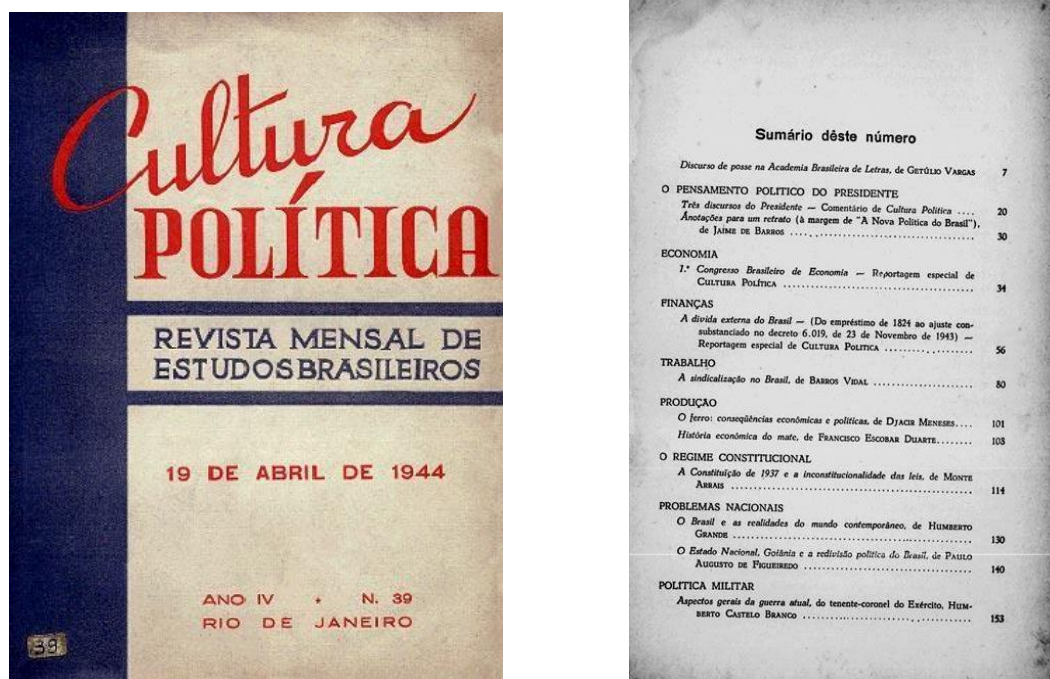 Cultura
POLÍTICA
REVISTA MENSAL DE
ESTUDOS BRASILEIROS
19 DE ABRIL DE 1944
ANO IV * N. 39
RIO DE JANEIRO
39
Sumário dêste número
Discurso de posse na Academia Brasileira de Letras, de GETÚLIO VARGAS 7
O PENSAMENTO POLITICO DO PRESIDENTE
Três discursos do Presidente — Comentário de Cultura Política .... 20
Anotações para um retrato (à margem de "A Nova Política do Brasil"),
de JAIME DE BARROS .................................... 30
ECONOMIA
1.º Congresso Brasileiro de Economia — Reportagem especial de
CULTURA POLÍTICA ...................................... 34
FINANÇAS
A dívida externa do Brasil — (Do empréstimo de 1824 ao ajuste con-
substanciado no decreto 6.019, de 23 de Novembro de 1943) —
Reportagem especial de CULTURA POLITICA ................ 56
TRABALHO
A sindicalização no Brasil, de BARROS VIDAL .................... 80
PRODUÇÃO
O ferro: conseqüências econômicas e políticas, de DJACIR MENESES.... 101
História econômica do mate, de FRANCISCO ESCOBAR DUARTE........ 103
O REGIME CONSTITUCIONAL
A Constituição de 1937 e a inconstitucionalidade das leis, de MONTE
ARRAIS ................................................ 114
PROBLEMAS NACIONAIS
O Brasil e as realidades do mundo contemporâneo, de HUMBERTO
GRANDE ................................................ 130
O Estado Nacional, Goiânia e a redivisão política do Brasil, de PAULO
AUGUSTO DE FIGUEIREDO .................................. 140
POLITICA MILITAR
Aspectos gerais da guerra atual, do tenente-coronel do Exército, HUM-
BERTO CASTELO BRANCO ................................... 153